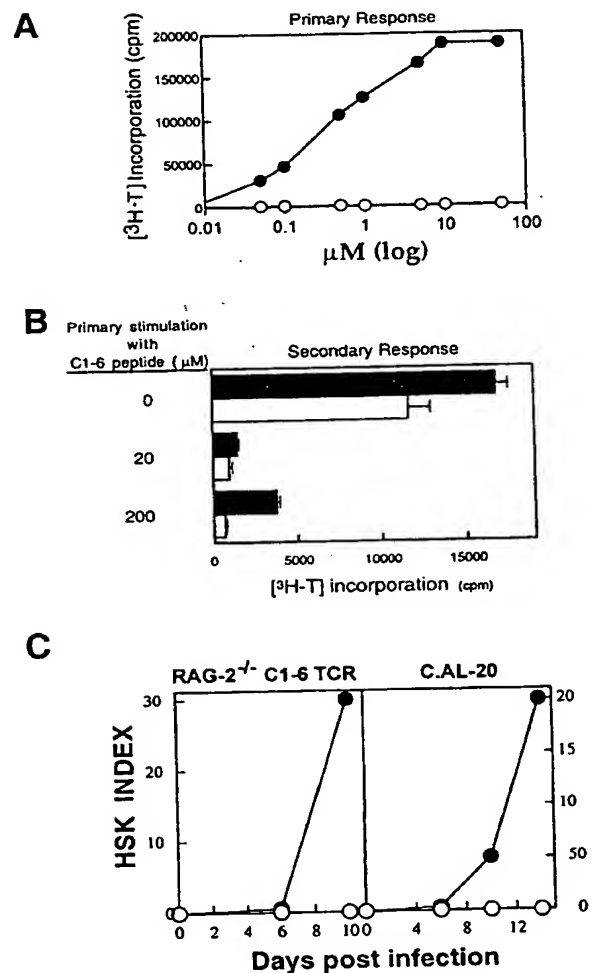 A
Primary Response
[³H-T] Incorporation (cpm)
200000
150000
100000
50000
0
0.01
0.1
1
10
100
µM (log)
B
Primary stimulation
with
C1-6 peptide (µM)
Secondary Response
0
20
200
0
5000
10000
15000
[³H-T] incorporation (cpm)
C
RAG-2-/- C1-6 TCR
C.AL-20
HSK INDEX
30
20
10
0
20
15
10
50
0
0
2
4
6
8
10
0
4
8
12
Days post infection